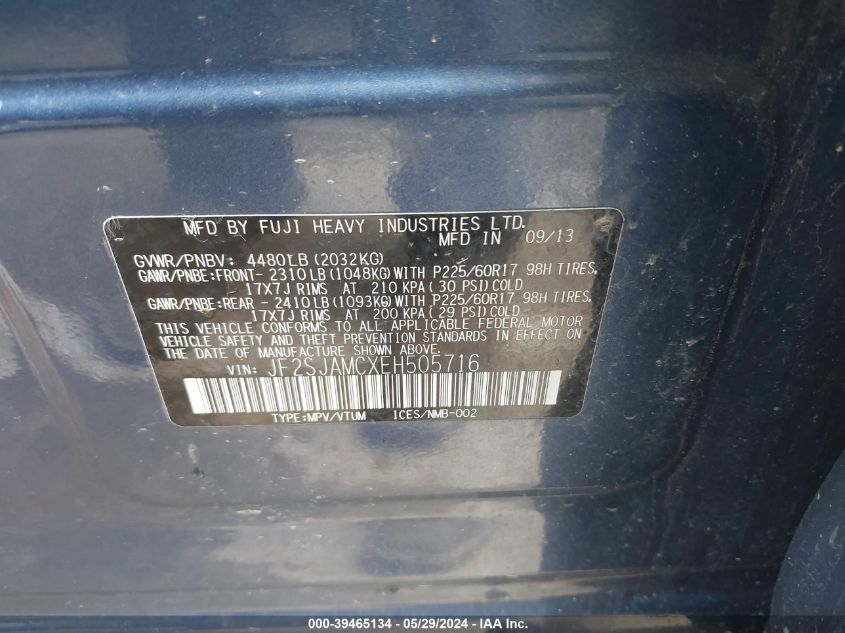 MFD BY FUJI HEAVY INDUSTRIES LTD.
MFD IN 09/13
GVWR/PNBV: 4480LB(2032KG)
GAWR/PNBE:FRONT- 2310LB(1048KG)WITH P225/60R17 98H TIRES,
17X7J RIMS AT 210 KPA(30 PSI)COLD
GAWR/PNBE:REAR - 2410LB(1093KG)WITH P225/60R17 98H TIRES,
17X7J RIMS AT 200 KPA(29 PSI)COLD
THIS VEHICLE CONFORMS TO ALL APPLICABLE FEDERAL MOTOR
VEHICLE SAFETY AND THEFT PREVENTION STANDARDS IN EFFECT ON
THE DATE OF MANUFACTURE SHOWN ABOVE.
VIN: JF2SJAMCXEH505716
TYPE:MPV/VTUM ICES/NMB-002
000-39465134 - 05/29/2024 - IAA Inc.